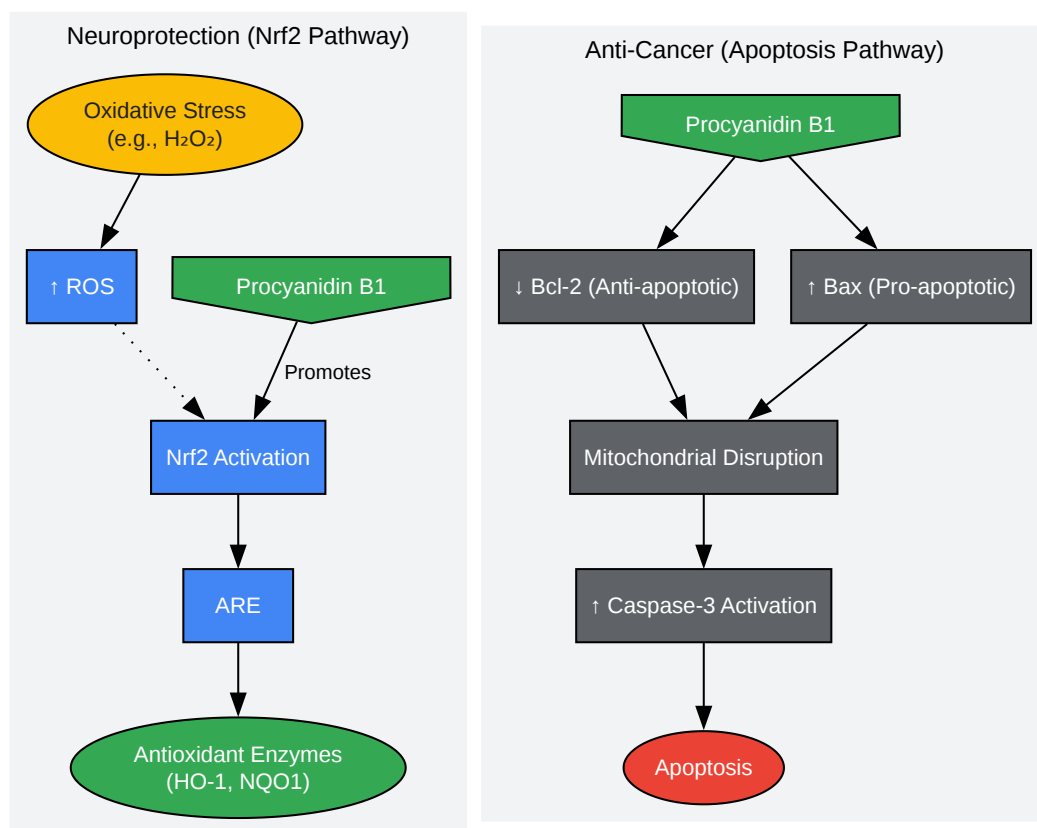 Neuroprotection (Nrf2 Pathway)
Oxidative Stress
(e.g., H₂O₂)
↑ ROS
Procyanidin B1
Promotes
Nrf2 Activation
ARE
Antioxidant Enzymes
(HO-1, NQO1)
Anti-Cancer (Apoptosis Pathway)
Procyanidin B1
↓ Bcl-2 (Anti-apoptotic)
↑ Bax (Pro-apoptotic)
Mitochondrial Disruption
↑ Caspase-3 Activation
Apoptosis